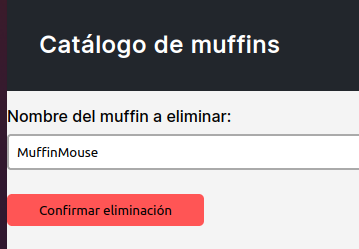 Catálogo de muffins
Nombre del muffin a eliminar:
MuffinMouse
Confirmar eliminación